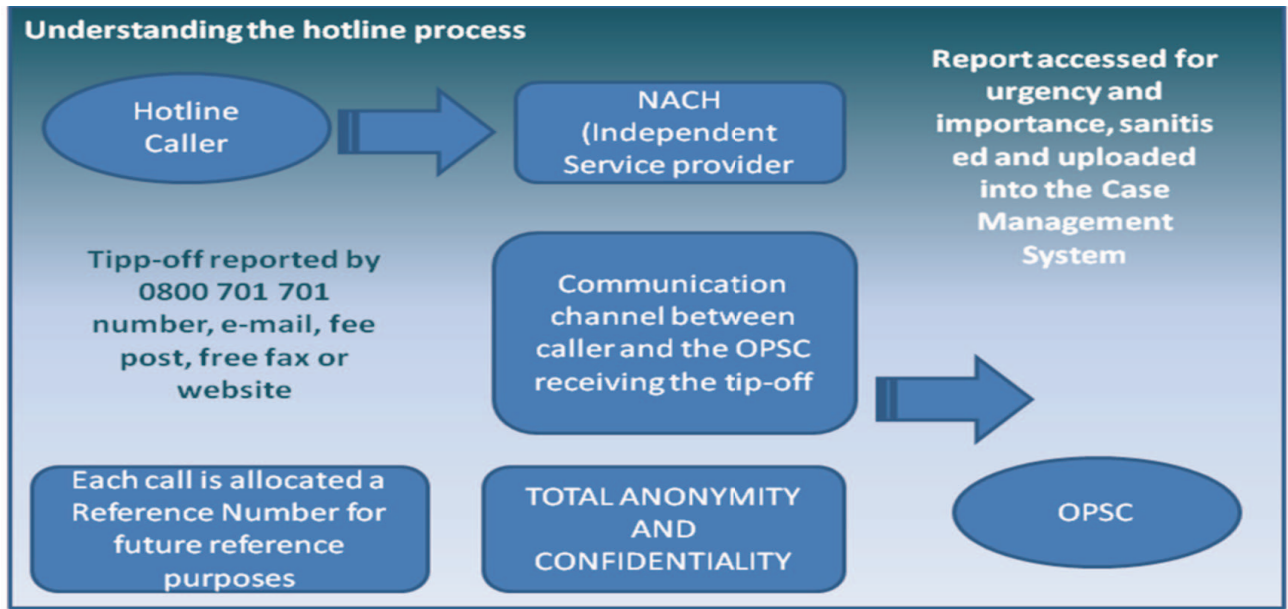 Understanding the hotline process
Hotline
Caller
NACH
(Independent
Service provider
Report accessed for
urgency and
importance, sanitis
ed and uploaded
into the Case
Management
System
Tipp-off reported by
0800 701 701
number, e-mail, fee
post, free fax or
website
Communication
channel between
caller and the OPSC
receiving the tip-off
Each call is allocated a
Reference Number for
future reference
purposes
TOTAL ANONYMITY
AND
CONFIDENTIALITY
OPSC